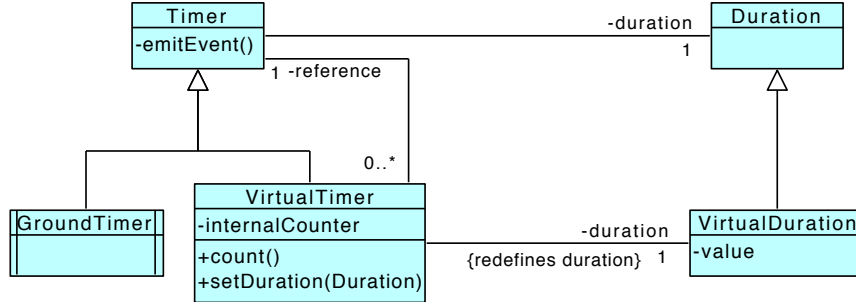 Timer
-emitEvent()
-duration
1
Duration
1 -reference
0..*
GroundTimer
VirtualTimer
-internalCounter
+count()
+setDuration(Duration)
-duration
{redefines duration} 1
VirtualDuration
-value